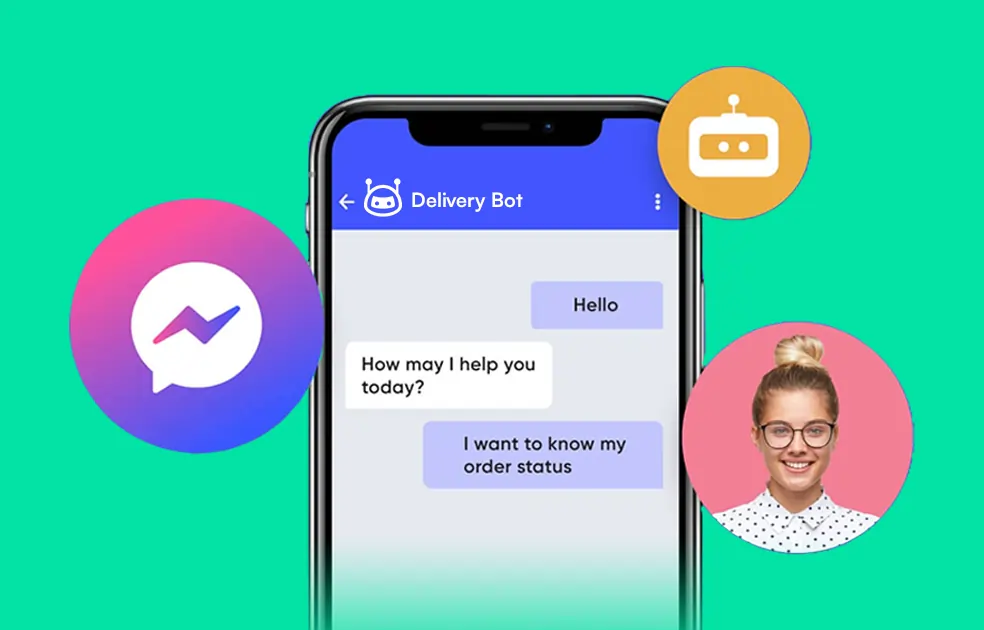 Delivery Bot
Hello
How may I help you
today?
I want to know my
order status